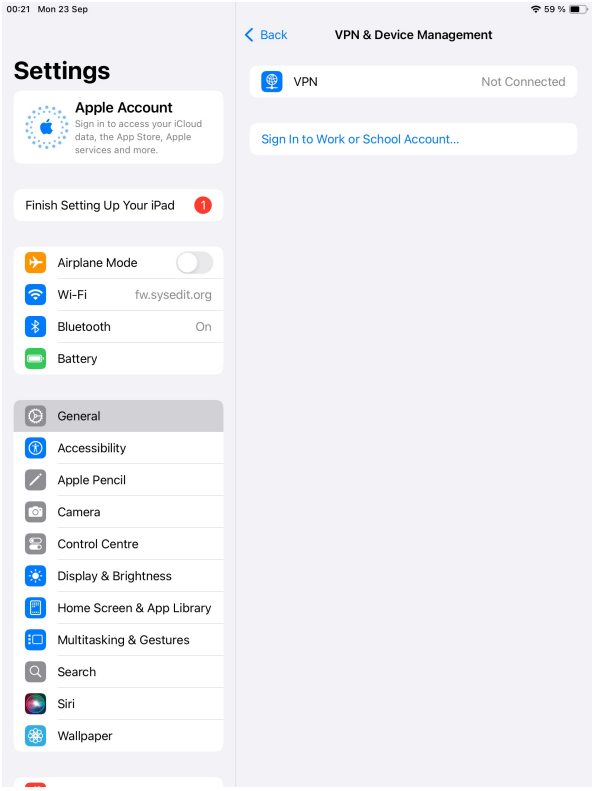 00:21 Mon 23 Sep
59 %
Settings
Apple Account
Sign in to access your iCloud
data, the App Store, Apple
services and more.
Finish Setting Up Your iPad 1
Airplane Mode
Wi-Fi fw.sysedit.org
Bluetooth On
Battery
General
Accessibility
Apple Pencil
Camera
Control Centre
Display & Brightness
Home Screen & App Library
Multitasking & Gestures
Search
Siri
Wallpaper
Back VPN & Device Management
VPN Not Connected
Sign In to Work or School Account...